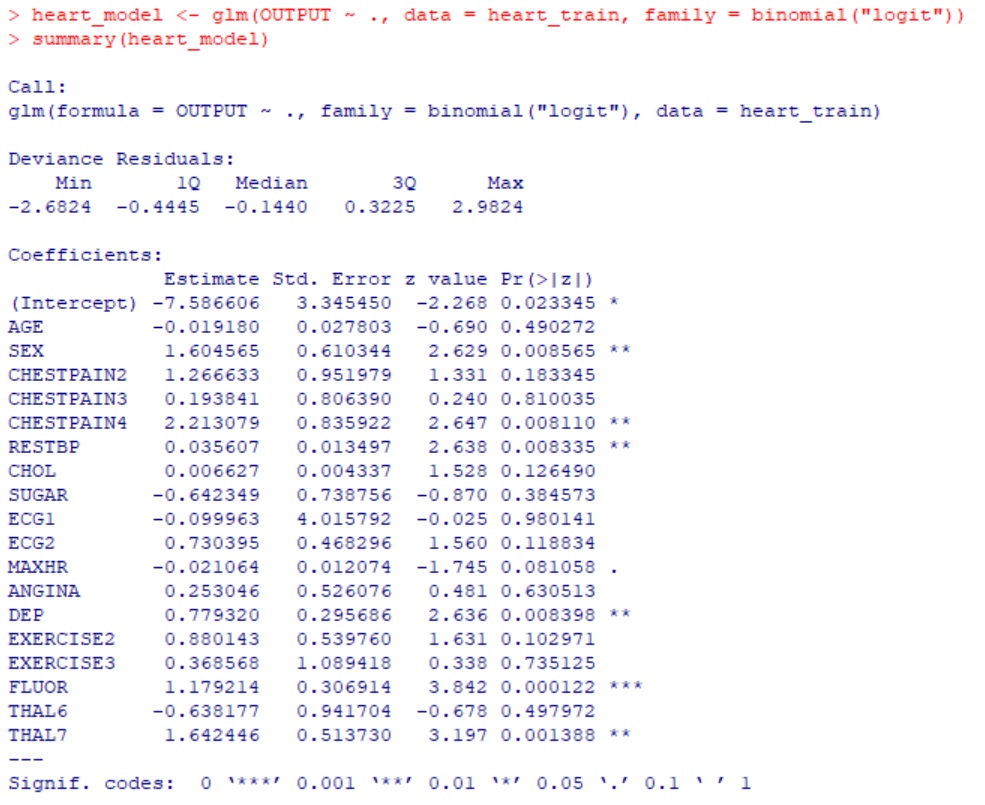 > heart_model <- glm(OUTPUT ~ ., data = heart_train, family = binomial("logit"))
> summary(heart_model)
Call:
glm(formula = OUTPUT ~ ., family = binomial("logit"), data = heart_train)
Deviance Residuals:
    Min      1Q  Median      3Q     Max
-2.6824 -0.4445 -0.1440  0.3225  2.9824
Coefficients:
             Estimate Std. Error z value Pr(>|z|)
(Intercept) -7.586606   3.345450  -2.268 0.023345 *
AGE         -0.019180   0.027803  -0.690 0.490272
SEX          1.604565   0.610344   2.629 0.008565 **
CHESTPAIN2   1.266633   0.951979   1.331 0.183345
CHESTPAIN3   0.193841   0.806390   0.240 0.810035
CHESTPAIN4   2.213079   0.835922   2.647 0.008110 **
RESTBP       0.035607   0.013497   2.638 0.008335 **
CHOL         0.006627   0.004337   1.528 0.126490
SUGAR       -0.642349   0.738756  -0.870 0.384573
ECG1        -0.099963   4.015792  -0.025 0.980141
ECG2         0.730395   0.468296   1.560 0.118834
MAXHR       -0.021064   0.012074  -1.745 0.081058 .
ANGINA       0.253046   0.526076   0.481 0.630513
DEP          0.779320   0.295686   2.636 0.008398 **
EXERCISE2    0.880143   0.539760   1.631 0.102971
EXERCISE3    0.368568   1.089418   0.338 0.735125
FLUOR        1.179214   0.306914   3.842 0.000122 ***
THAL6       -0.638177   0.941704  -0.678 0.497972
THAL7        1.642446   0.513730   3.197 0.001388 **
---
Signif. codes:  0 ‘***’ 0.001 ‘**’ 0.01 ‘*’ 0.05 ‘.’ 0.1 ‘ ’ 1